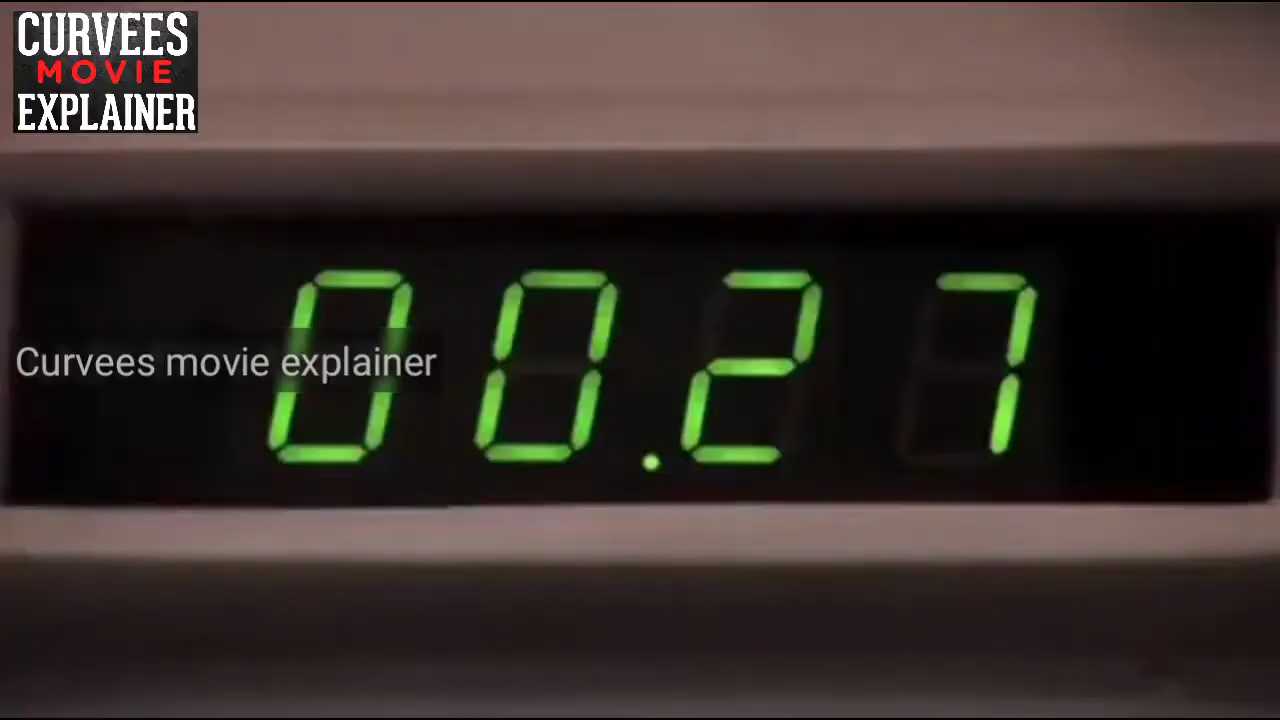 CURVEES
MOVIE
EXPLAINER
00.27
Curvees movie explainer